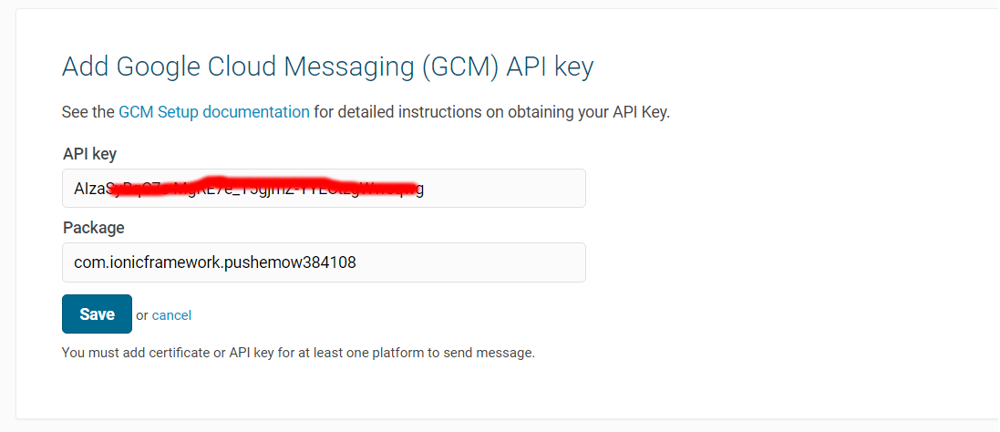 Add Google Cloud Messaging (GCM) API key
See the GCM Setup documentation for detailed instructions on obtaining your API Key.
API key
Package
com.ionicframework.pushemow384108
Save or cancel
You must add certificate or API key for at least one platform to send message.